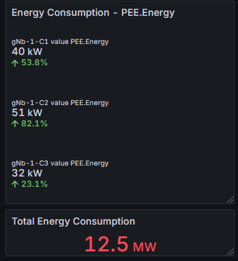 Energy Consumption - PEE.Energy
gNb-1-C1 value PEE.Energy
40 kW
↑ 53.8%
gNb-1-C2 value PEE.Energy
51 kW
↑ 82.1%
gNb-1-C3 value PEE.Energy
32 kW
↑ 23.1%
Total Energy Consumption
12.5 MW